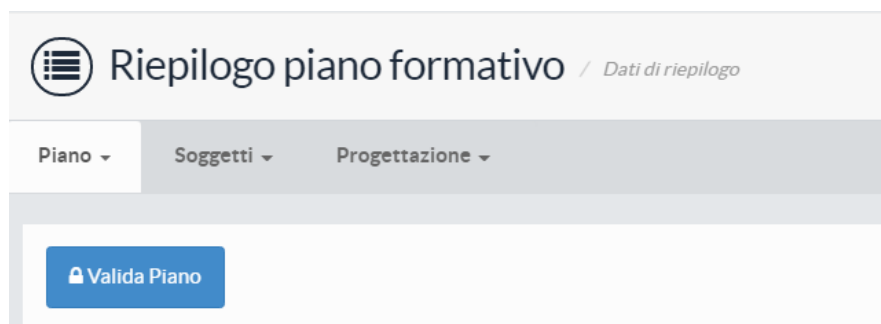 Riepilogo piano formativo / Dati di riepilogo
Piano Soggetti Progettazione
Valida Piano